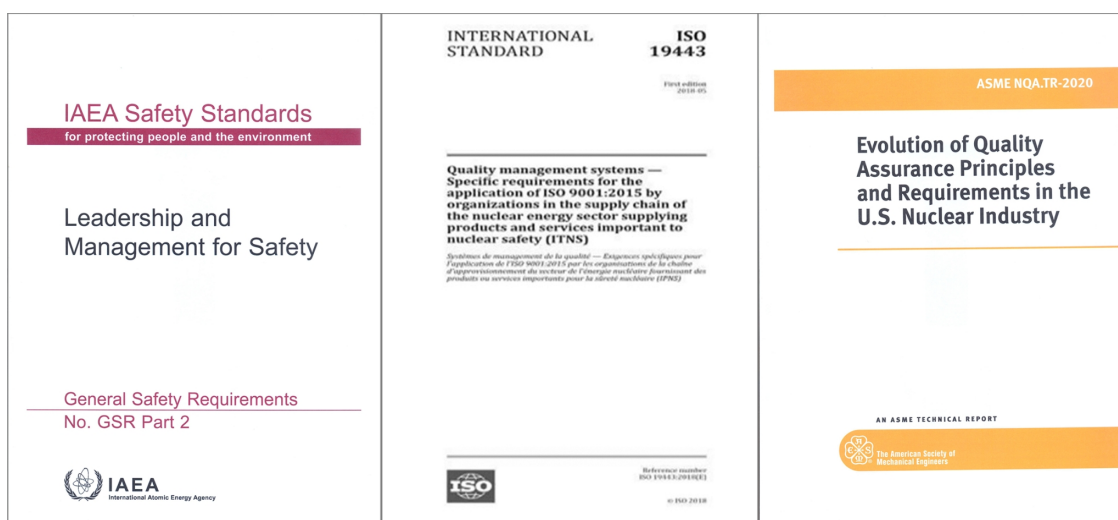 IAEA Safety Standards
for protecting people and the environment
Leadership and
Management for Safety
General Safety Requirements
No. GSR Part 2
IAEA
International Atomic Energy Agency
INTERNATIONAL
STANDARD
ISO
19443
First edition
2018-05
Quality management systems —
Specific requirements for the
application of ISO 9001:2015 by
organizations in the supply chain of
the nuclear energy sector supplying
products and services important to
nuclear safety (ITNS)
Systèmes de management de la qualité — Exigences spécifiques pour
l'application de l'ISO 9001:2015 par les organisations de la chaîne
d'approvisionnement du secteur de l'énergie nucléaire fournissant des
produits ou services importants pour la sûreté nucléaire (IPNS)
ISO
Reference number
ISO 19443:2018(E)
© ISO 2018
ASME NQA.TR-2020
Evolution of Quality
Assurance Principles
and Requirements in the
U.S. Nuclear Industry
AN ASME TECHNICAL REPORT
The American Society of
Mechanical Engineers